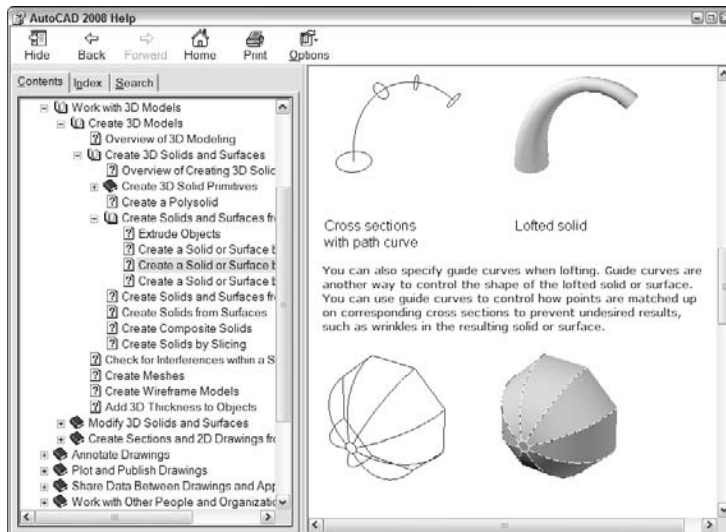 AutoCAD 2008 Help
Hide Back Forward Home Print Options
Contents Index Search
Work with 3D Models
Create 3D Models
Overview of 3D Modeling
Create 3D Solids and Surfaces
Overview of Creating 3D Solid
Create 3D Solid Primitives
Create a Polysolid
Create Solids and Surfaces fr
Extrude Objects
Create a Solid or Surface b
Create a Solid or Surface b
Create a Solid or Surface b
Create Solids and Surfaces fr
Create Solids from Surfaces
Create Composite Solids
Create Solids by Slicing
Check for Interferences within a S
Create Meshes
Create Wireframe Models
Add 3D Thickness to Objects
Modify 3D Solids and Surfaces
Create Sections and 2D Drawings fr
Annotate Drawings
Plot and Publish Drawings
Share Data Between Drawings and App
Work with Other People and Organizatio
Cross sections
with path curve
Lofted solid
You can also specify guide curves when lofting. Guide curves are
another way to control the shape of the lofted solid or surface.
You can use guide curves to control how points are matched up
on corresponding cross sections to prevent undesired results,
such as wrinkles in the resulting solid or surface.